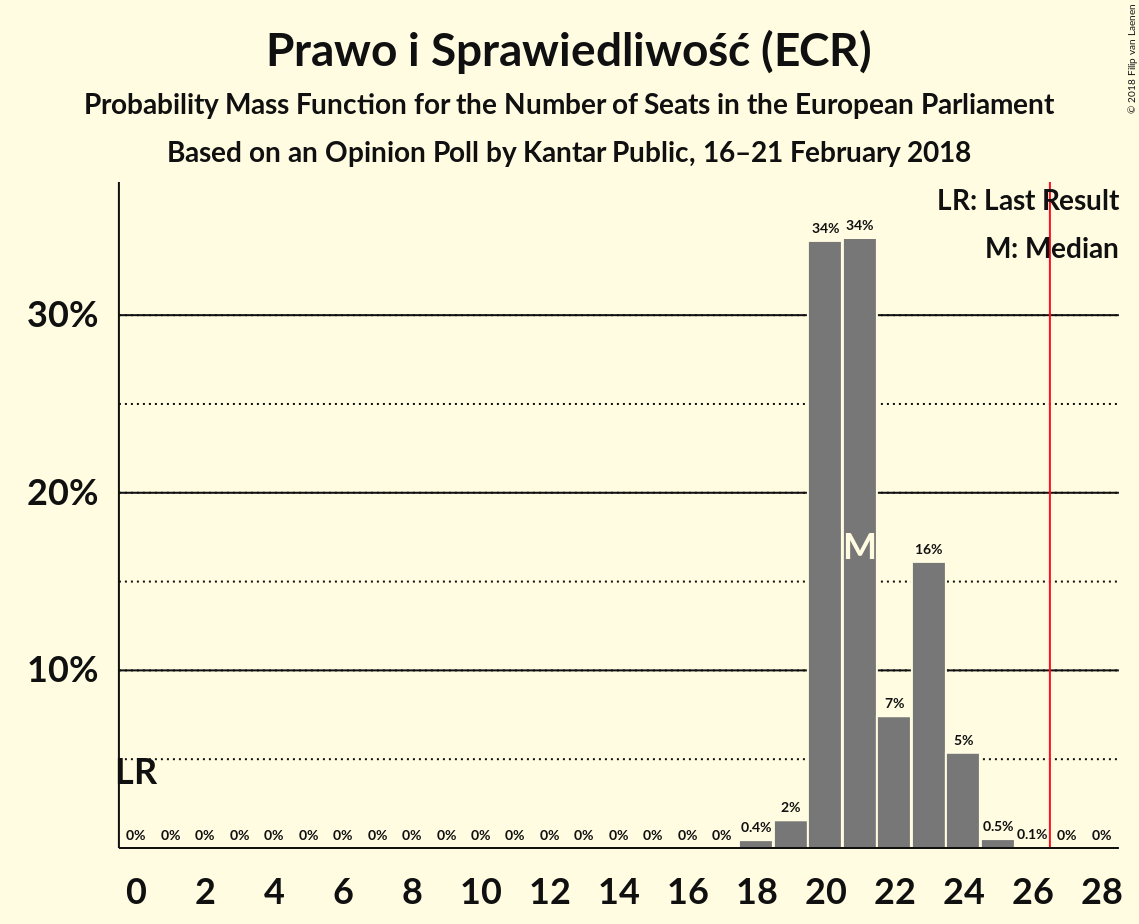 Prawo i Sprawiedliwość (ECR)
Probability Mass Function for the Number of Seats in the European Parliament
Based on an Opinion Poll by Kantar Public, 16–21 February 2018
© 2018 Filip van Laenen
LR: Last Result
M: Median
34% 34%
30%
20%
M
16%
10%
7%
5%
LR
2%
0% 0% 0% 0% 0% 0% 0% 0% 0% 0% 0% 0% 0% 0% 0% 0% 0% 0% 0.4% 0.5% 0.1% 0% 0%
0 2 4 6 8 10 12 14 16 18 20 22 24 26 28